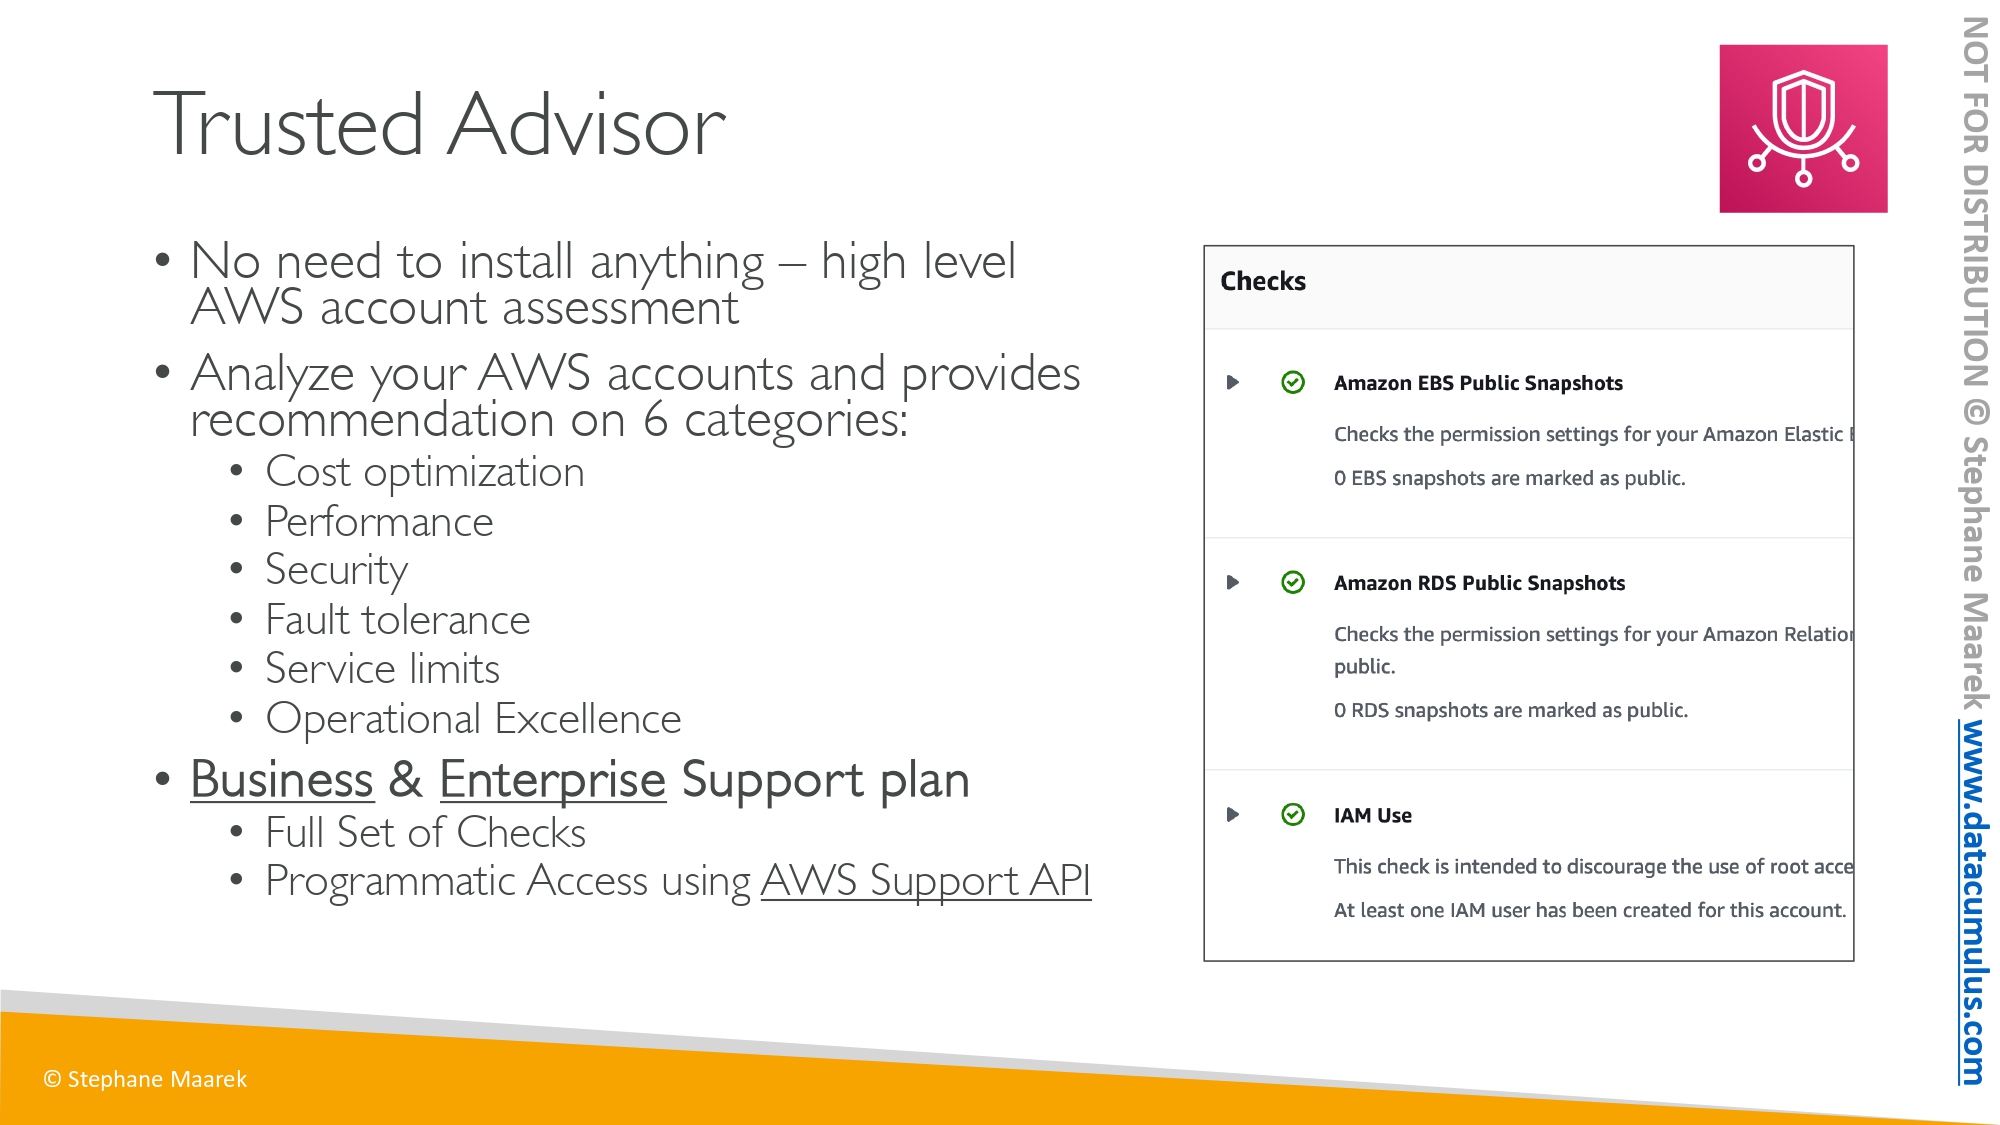 Trusted Advisor
• No need to install anything – high level
AWS account assessment
• Analyze your AWS accounts and provides
recommendation on 6 categories:
• Cost optimization
• Performance
• Security
• Fault tolerance
• Service limits
• Operational Excellence
• Business & Enterprise Support plan
• Full Set of Checks
• Programmatic Access using AWS Support API
Checks
Amazon EBS Public Snapshots
Checks the permission settings for your Amazon Elastic
0 EBS snapshots are marked as public.
Amazon RDS Public Snapshots
Checks the permission settings for your Amazon Relation
public.
0 RDS snapshots are marked as public.
IAM Use
This check is intended to discourage the use of root acce
At least one IAM user has been created for this account.
© Stephane Maarek
NOT FOR DISTRIBUTION © Stephane Maarek www.datacumulus.com